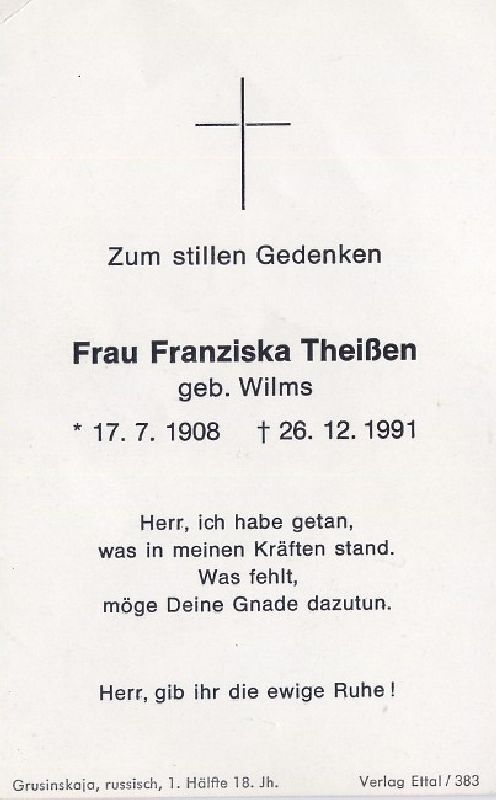 Zum stillen Gedenken
Frau Franziska Theißen
geb. Wilms
* 17. 7. 1908 † 26. 12. 1991
Herr, ich habe getan,
was in meinen Kräften stand.
Was fehlt,
möge Deine Gnade dazutun.
Herr, gib ihr die ewige Ruhe!
Grusinskaja, russisch, 1. Hälfte 18. Jh. Verlag Ettal/383